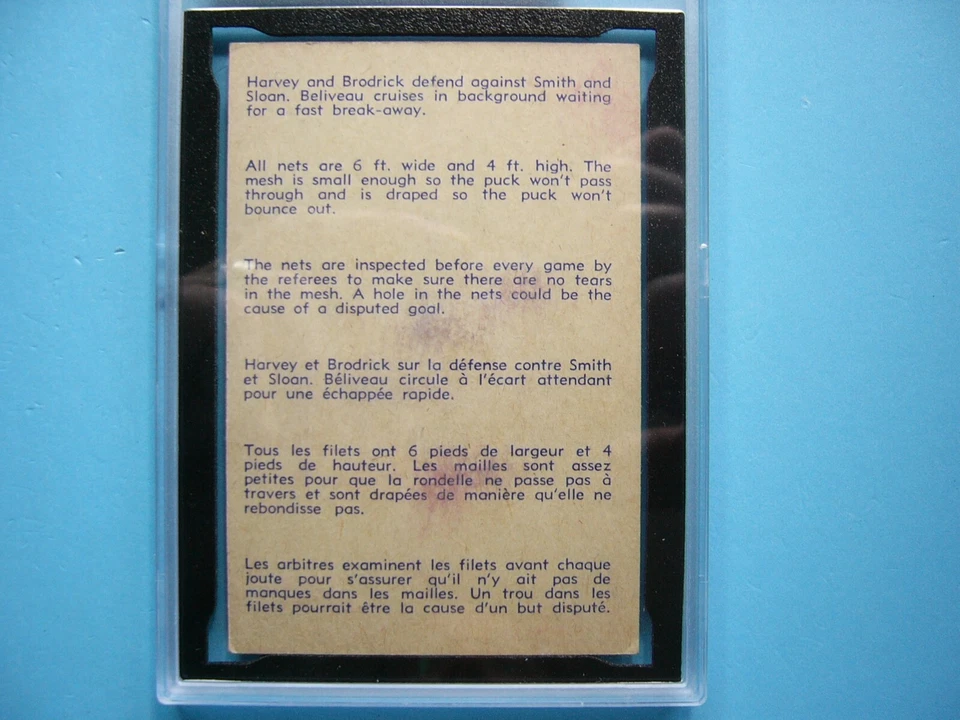 Harvey and Brodrick defend against Smith and
Sloan. Beliveau cruises in background waiting
for a fast break-away.
All nets are 6 ft. wide and 4 ft. high. The
mesh is small enough so the puck won't pass
through and is draped so the puck won't
bounce out.
The nets are inspected before every game by
the referees to make sure there are no tears
in the mesh. A hole in the nets could be the
cause of a disputed goal.
Harvey et Brodrick sur la défense contre Smith
et Sloan. Béliveau circule à l'écart attendant
pour une échappée rapide.
Tous les filets ont 6 pieds de largeur et 4
pieds de hauteur. Les mailles sont assez
petites pour que la rondelle ne passe pas à
travers et sont drapées de manière qu'elle ne
rebondisse pas.
Les arbitres examinent les filets avant chaque
joute pour s'assurer qu'il n'y ait pas de
manques dans les mailles. Un trou dans les
filets pourrait être la cause d'un but disputé.